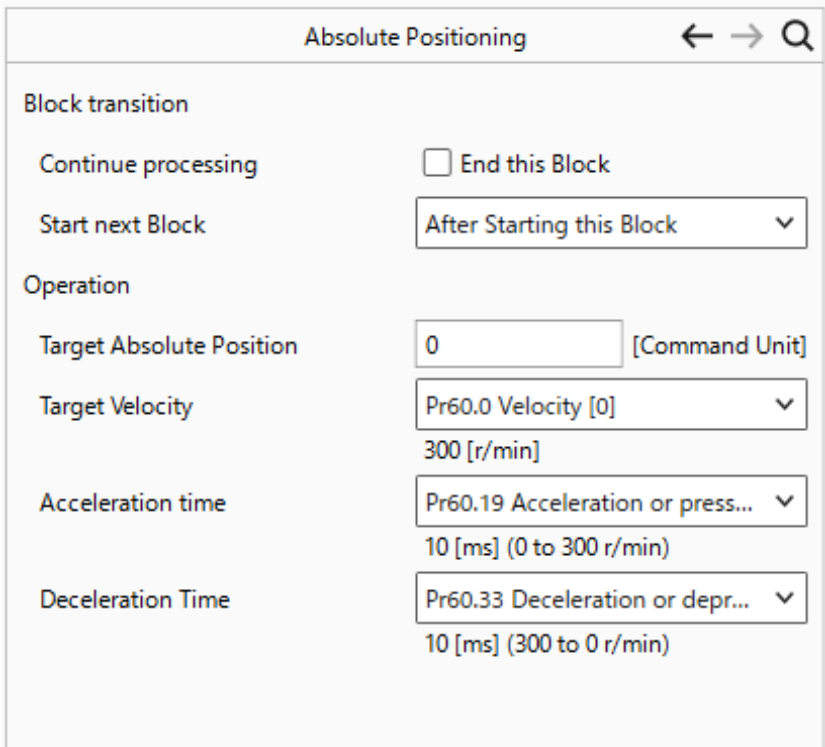 Absolute Positioning
Block transition
Continue processing End this Block
Start next Block After Starting this Block
Operation
Target Absolute Position 0 [Command Unit]
Target Velocity Pr60.0 Velocity [0]
300 [r/min]
Acceleration time Pr60.19 Acceleration or press...
10 [ms] (0 to 300 r/min)
Deceleration Time Pr60.33 Deceleration or depr...
10 [ms] (300 to 0 r/min)